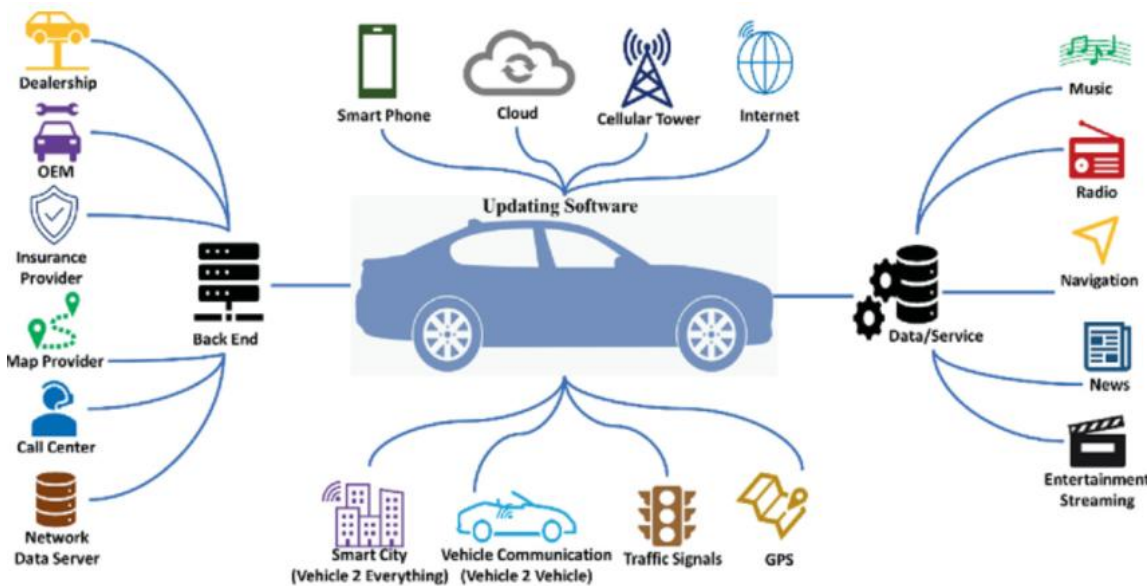 Dealership
OEM
Insurance
Provider
Map Provider
Call Center
Network
Data Server
Back End
Smart Phone
Cloud
Cellular Tower
Internet
Updating Software
Smart City
(Vehicle 2 Everything)
Vehicle Communication
(Vehicle 2 Vehicle)
Traffic Signals
GPS
Data/Service
Music
Radio
Navigation
News
Entertainment
Streaming